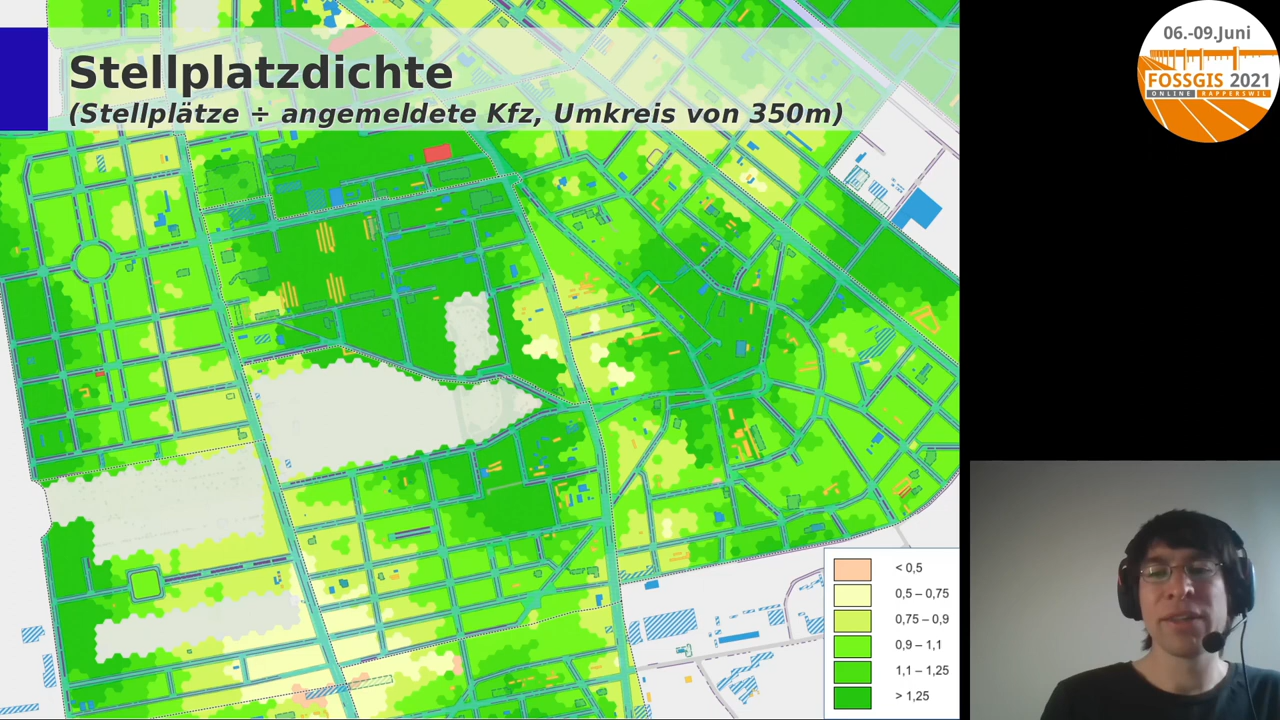 Stellplatzdichte
(Stellplätze ÷ angemeldete Kfz, Umkreis von 350m)
06.-09.Juni
FOSSGIS 2021
ONLINE RAPPERSWIL
< 0,5
0,5 – 0,75
0,75 – 0,9
0,9 – 1,1
1,1 – 1,25
> 1,25